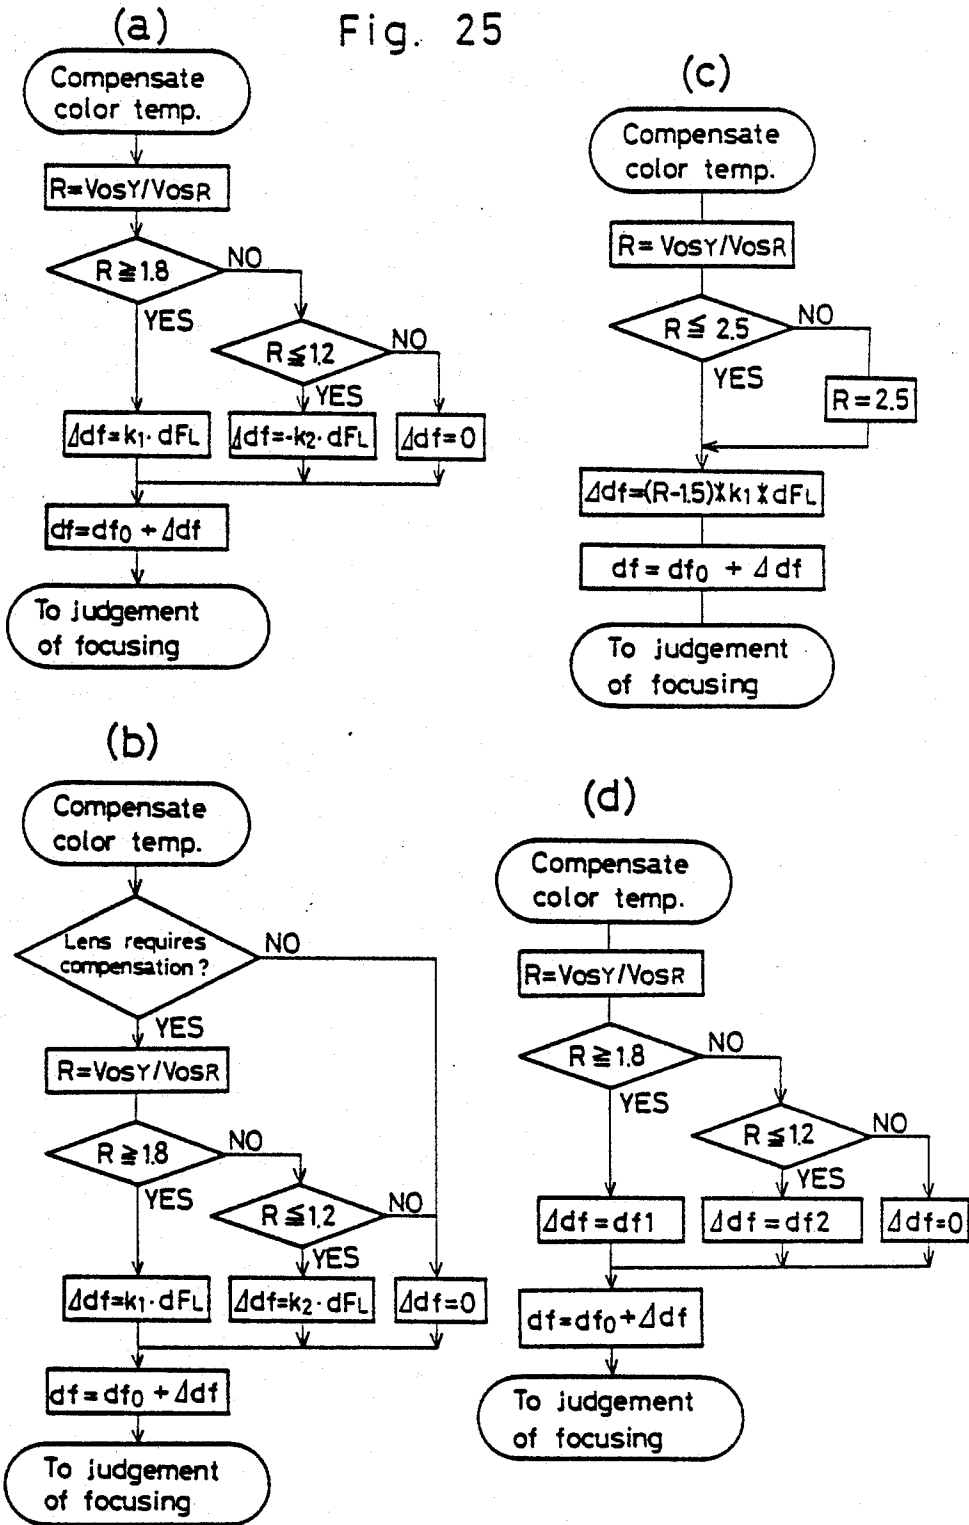 Fig. 25
(a)
Compensate
color temp.
R=VosY/VosR
R≧1.8
NO
YES
R≦1.2
NO
YES
Δdf=k1·dFL
Δdf=-k2·dFL
Δdf=0
df=df0+Δdf
To judgement
of focusing
(b)
Compensate
color temp.
Lens requires
compensation?
NO
YES
R=VosY/VosR
R≧1.8
NO
YES
R≦1.2
NO
YES
Δdf=k1·dFL
Δdf=k2·dFL
Δdf=0
df=df0+Δdf
To judgement
of focusing
(c)
Compensate
color temp.
R=VosY/VosR
R≦2.5
NO
YES
R=2.5
Δdf=(R-1.5)*k1*dFL
df=df0+Δdf
To judgement
of focusing
(d)
Compensate
color temp.
R=VosY/VosR
R≧1.8
NO
YES
R≦1.2
NO
YES
Δdf=df1
Δdf=df2
Δdf=0
df=df0+Δdf
To judgement
of focusing